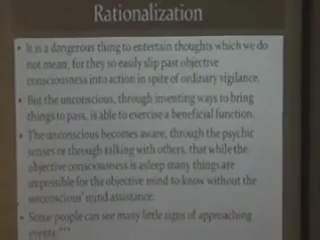 Rationalization
• It is a dangerous thing to entertain thoughts which we do
not mean, for they so easily slip past objective
consciousness into action in spite of ordinary vigilance.
• But the unconscious, through inventing ways to bring
things to pass, is able to exercise a beneficial function.
• The unconscious becomes aware, through the psychic
senses or through talking with others, that while the
objective consciousness is asleep many things are
impossible for the objective mind to know without the
unconscious' mind assistance.
• Some people can see many little signs of approaching
events.***